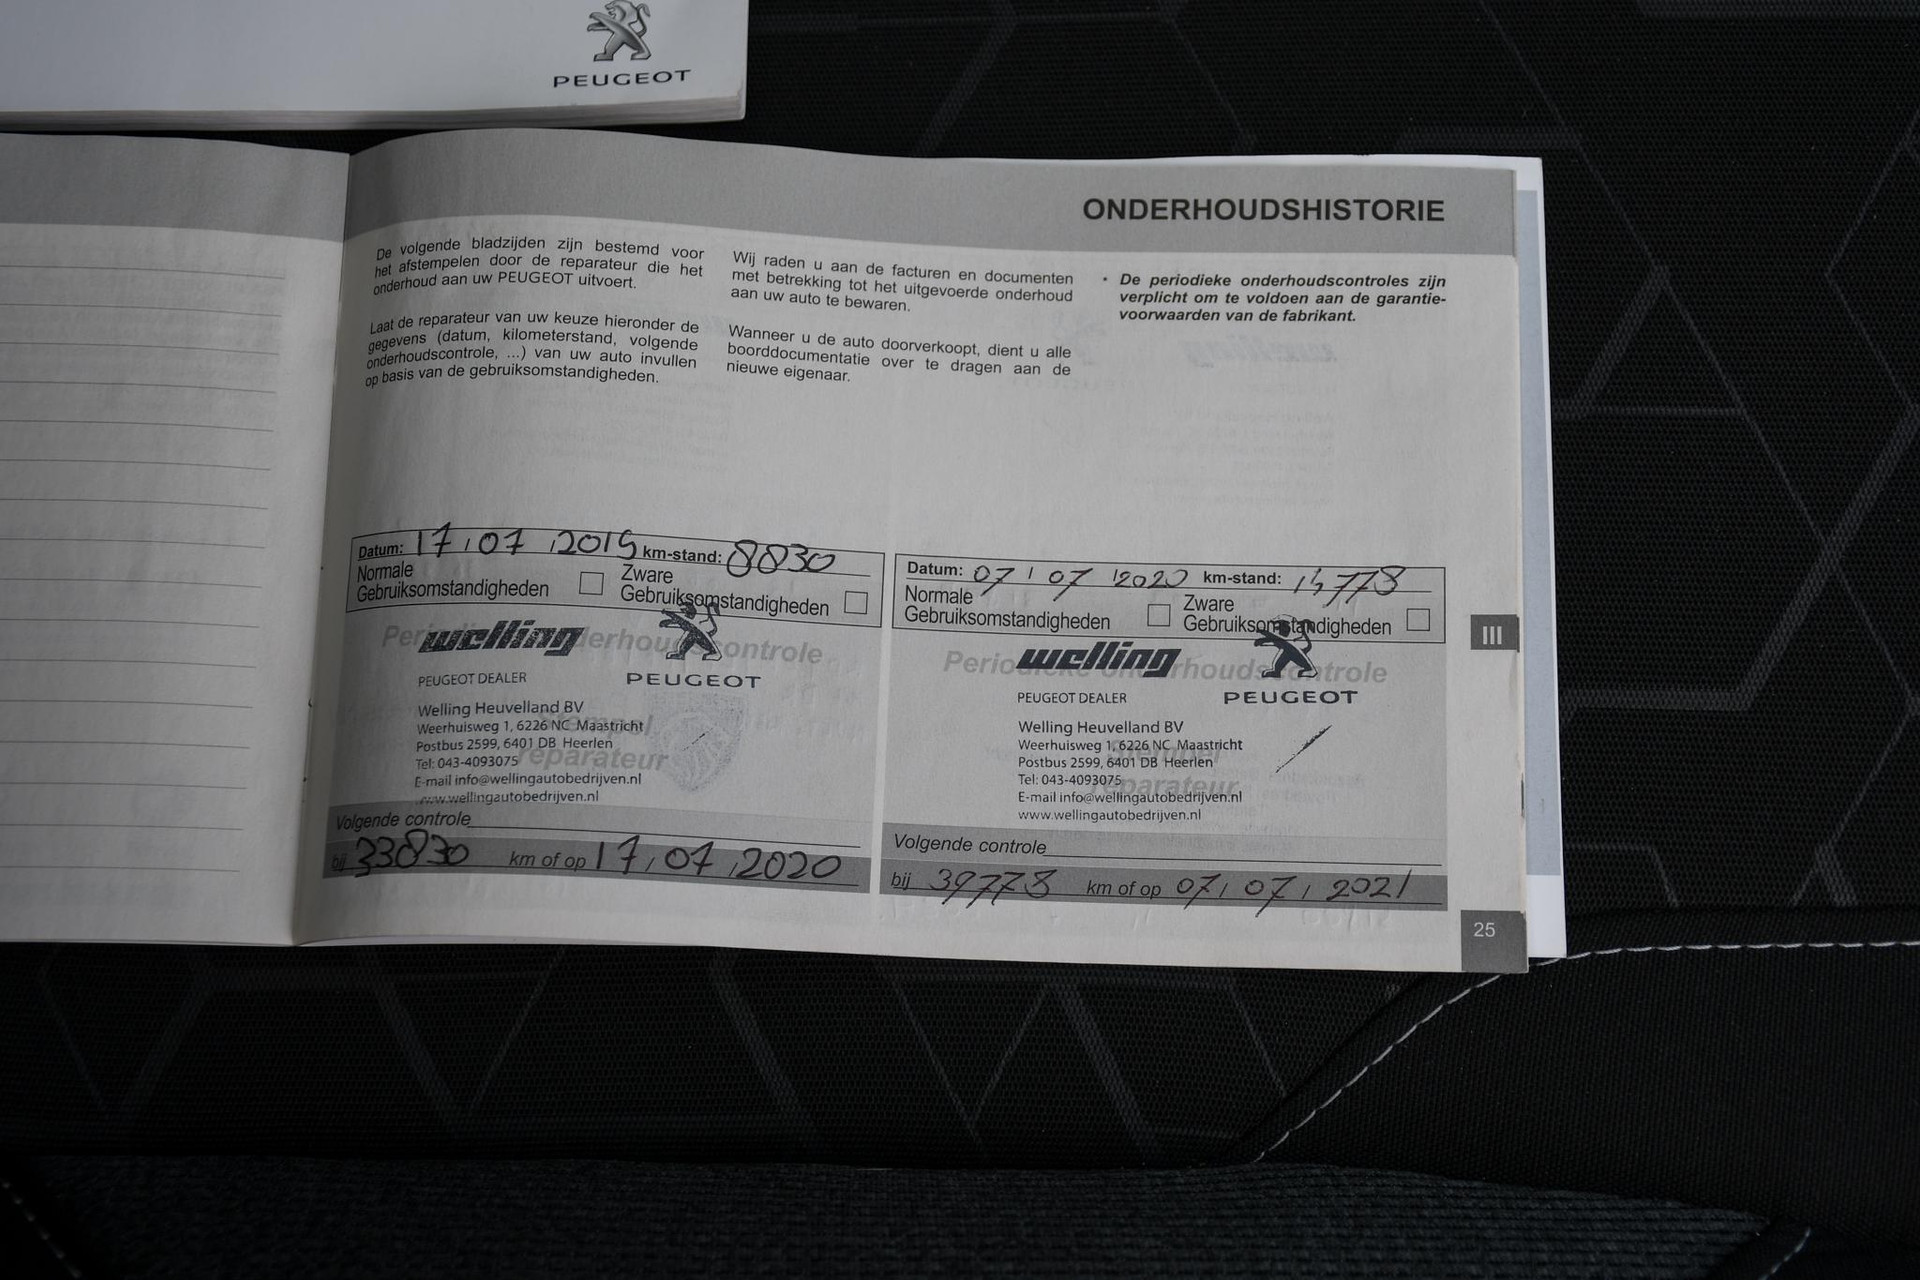 PEUGEOT
ONDERHOUDSHISTORIE
De volgende bladzijden zijn bestemd voor
het afstempelen door de reparateur die het
onderhoud aan uw PEUGEOT uitvoert.
Laat de reparateur van uw keuze hieronder de
gegevens (datum, kilometerstand, volgende
onderhoudscontrole, ...) van uw auto invullen
op basis van de gebruiksomstandigheden.
Wij raden u aan de facturen en documenten
met betrekking tot het uitgevoerde onderhoud
aan uw auto te bewaren.
Wanneer u de auto doorverkoopt, dient u alle
boorddocumentatie over te dragen aan de
nieuwe eigenaar.
• De periodieke onderhoudscontroles zijn
verplicht om te voldoen aan de garantie-
voorwaarden van de fabrikant.
Datum: 17/07/2019 km-stand: 8830
Normale Zware
Gebruiksomstandigheden Gebruiksomstandigheden
Periodieke onderhoudscontrole
welling
PEUGEOT DEALER PEUGEOT
Welling Heuvelland BV
Weerhuisweg 1, 6226 NC Maastricht
Postbus 2599, 6401 DB Heerlen
Tel: 043-4093075
E-mail info@wellingautobedrijven.nl
www.wellingautobedrijven.nl
Stempel
reparateur
Volgende controle
bij 33830 km of op 17/07/2020
Datum: 07/07/2020 km-stand: 14778
Normale Zware
Gebruiksomstandigheden Gebruiksomstandigheden
Periodieke onderhoudscontrole
welling
PEUGEOT DEALER PEUGEOT
Welling Heuvelland BV
Weerhuisweg 1, 6226 NC Maastricht
Postbus 2599, 6401 DB Heerlen
Tel: 043-4093075
E-mail info@wellingautobedrijven.nl
www.wellingautobedrijven.nl
Stempel
reparateur
Volgende controle
bij 39778 km of op 07/07/2021
III
25